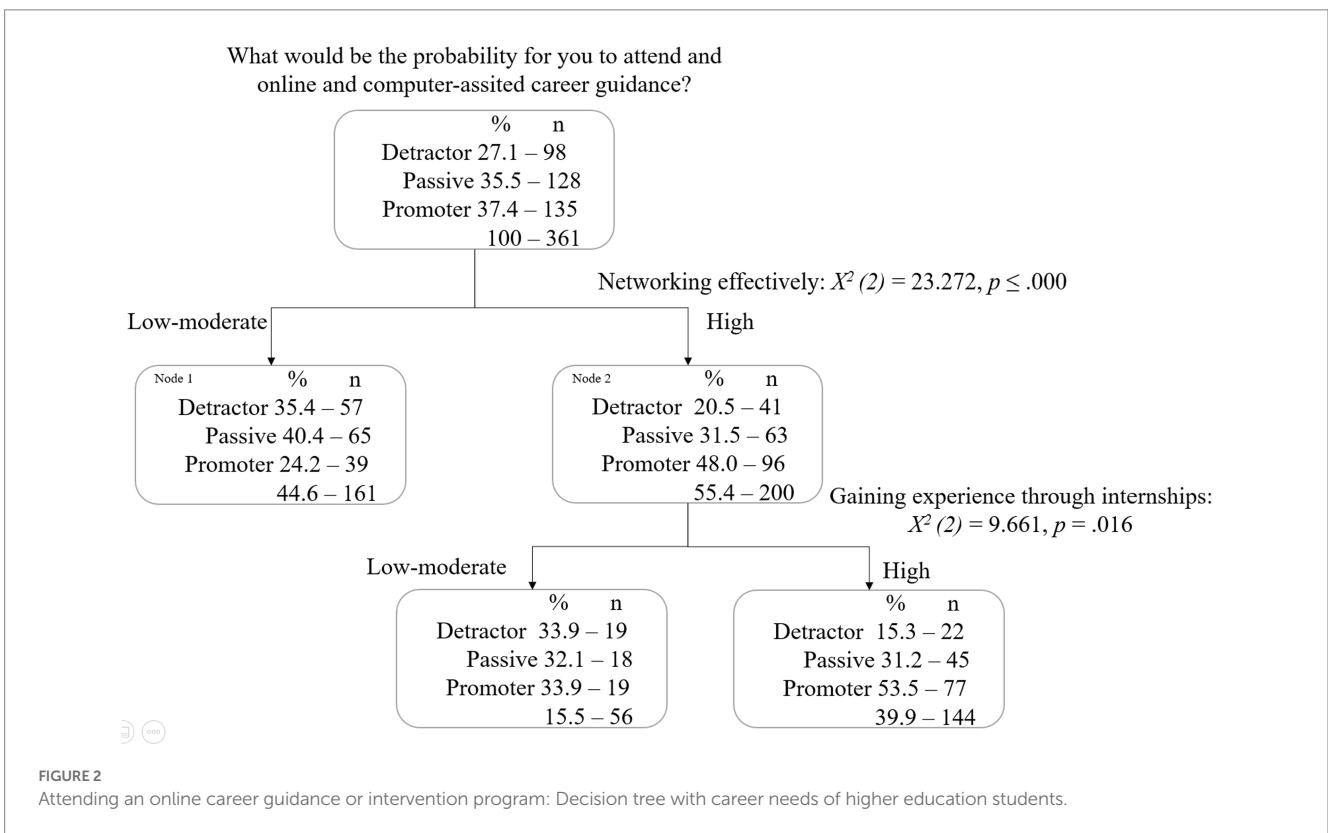 What would be the probability for you to attend and
online and computer-assited career guidance?
% n
Detractor 27.1 – 98
Passive 35.5 – 128
Promoter 37.4 – 135
100 – 361
Networking effectively: X² (2) = 23.272, p ≤ .000
Low-moderate
High
Node 1 % n
Detractor 35.4 – 57
Passive 40.4 – 65
Promoter 24.2 – 39
44.6 – 161
Node 2 % n
Detractor 20.5 – 41
Passive 31.5 – 63
Promoter 48.0 – 96
55.4 – 200
Gaining experience through internships:
X² (2) = 9.661, p = .016
Low-moderate
High
% n
Detractor 33.9 – 19
Passive 32.1 – 18
Promoter 33.9 – 19
15.5 – 56
% n
Detractor 15.3 – 22
Passive 31.2 – 45
Promoter 53.5 – 77
39.9 – 144
FIGURE 2
Attending an online career guidance or intervention program: Decision tree with career needs of higher education students.